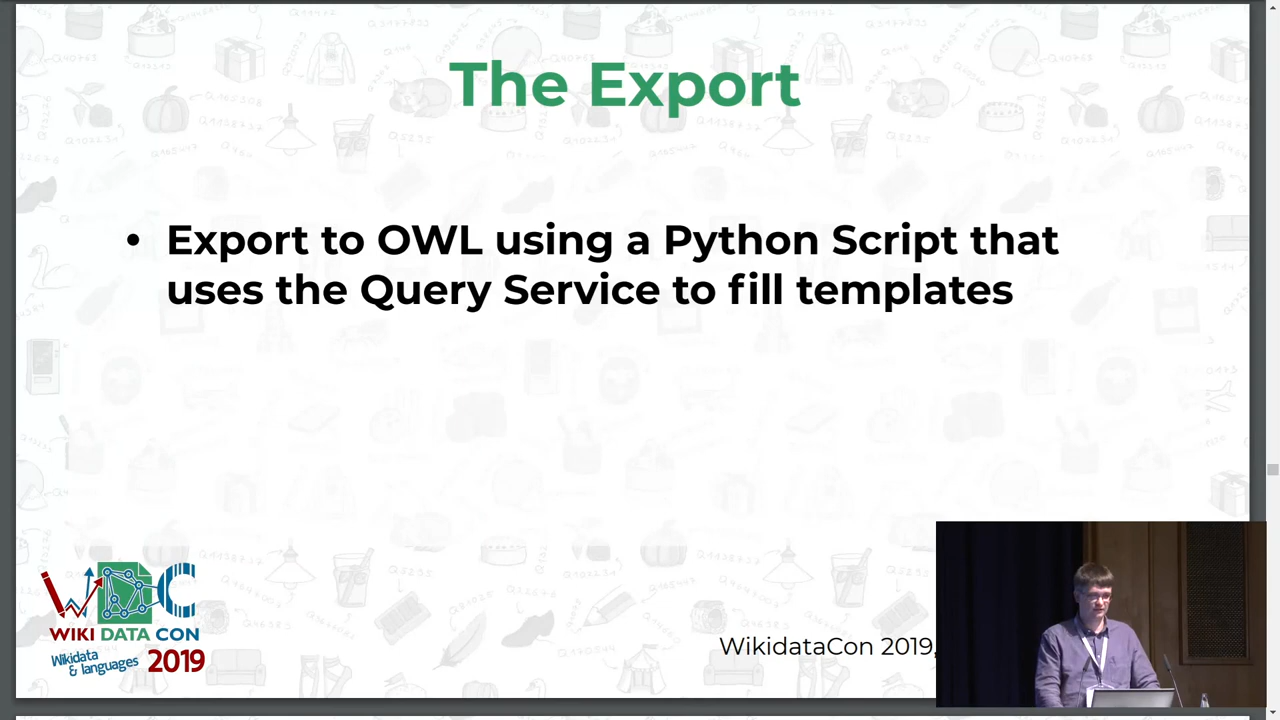 The Export
• Export to OWL using a Python Script that
uses the Query Service to fill templates
WIKI DATA CON
Wikidata
& languages 2019
WikidataCon 2019,